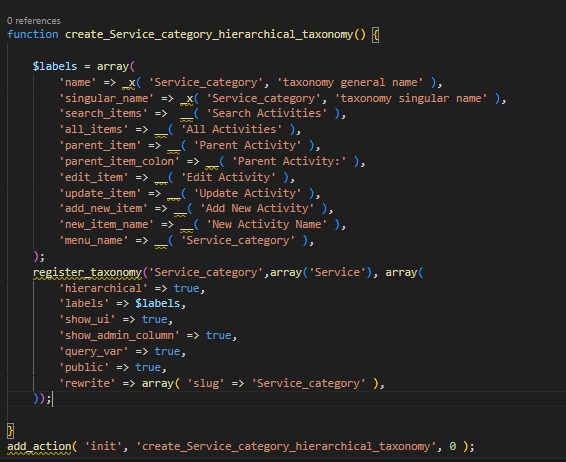 0 references
function create_Service_category_hierarchical_taxonomy() {
$labels = array(
'name' => _x( 'Service_category', 'taxonomy general name' ),
'singular_name' => _x( 'Service_category', 'taxonomy singular name' ),
'search_items' =>  __( 'Search Activities' ),
'all_items' => __( 'All Activities' ),
'parent_item' => __( 'Parent Activity' ),
'parent_item_colon' => __( 'Parent Activity:' ),
'edit_item' => __( 'Edit Activity' ),
'update_item' => __( 'Update Activity' ),
'add_new_item' => __( 'Add New Activity' ),
'new_item_name' => __( 'New Activity Name' ),
'menu_name' => __( 'Service_category' ),
);
register_taxonomy('Service_category',array('Service'), array(
'hierarchical' => true,
'labels' => $labels,
'show_ui' => true,
'show_admin_column' => true,
'query_var' => true,
'public' => true,
'rewrite' => array( 'slug' => 'Service_category' ),
));
}
add_action( 'init', 'create_Service_category_hierarchical_taxonomy', 0 );